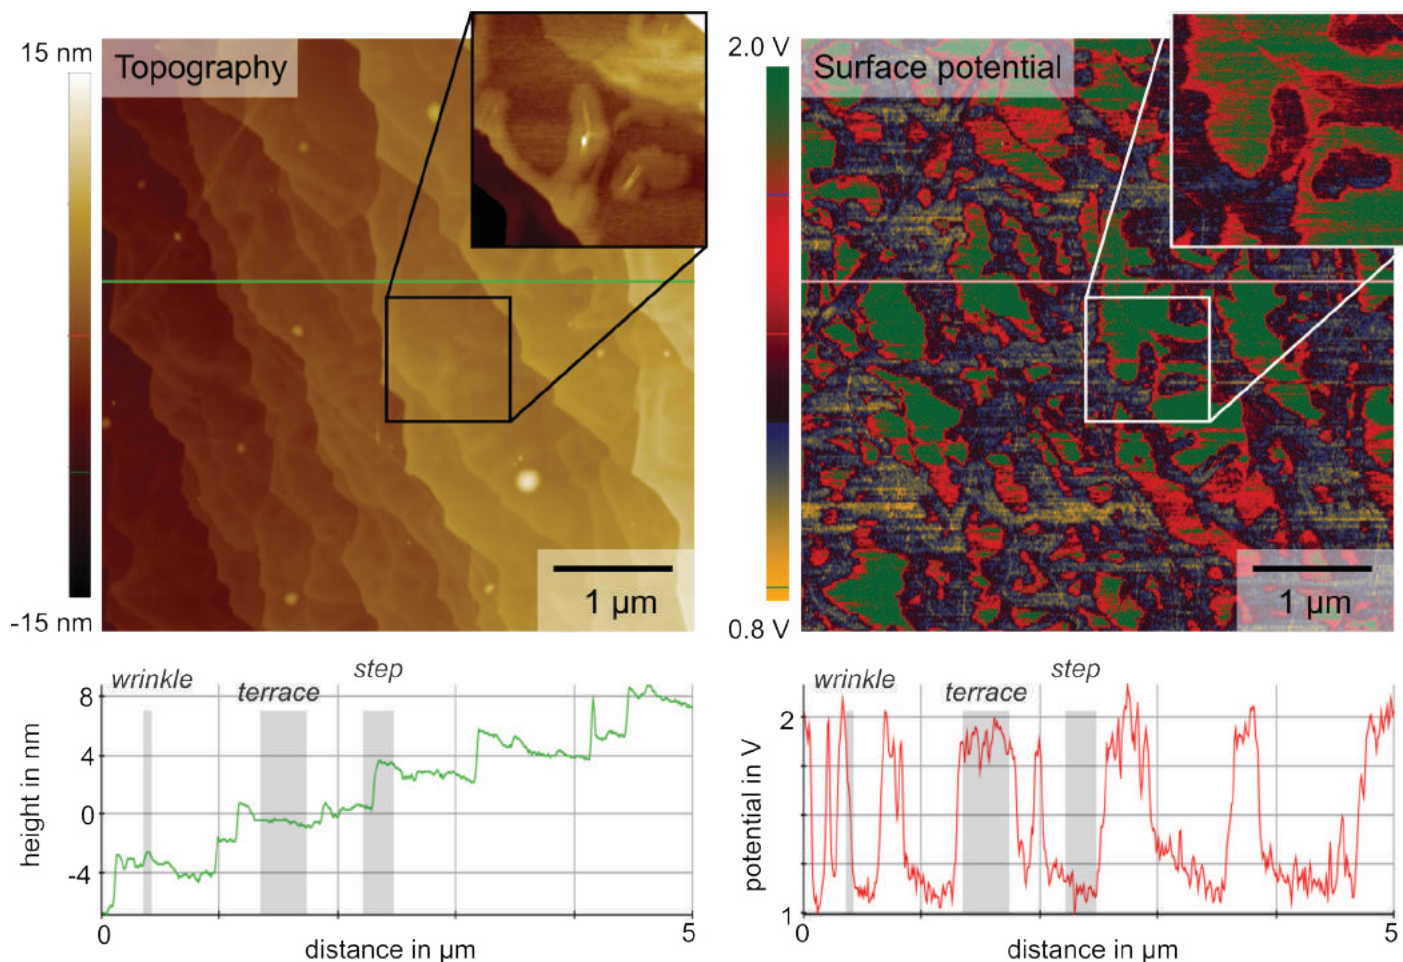 15 nm
Topography
-15 nm
1 µm
2.0 V
Surface potential
0.8 V
1 µm
wrinkle
terrace
step
8
4
0
-4
height in nm
0
distance in µm
5
wrinkle
terrace
step
2
1
potential in V
0
distance in µm
5